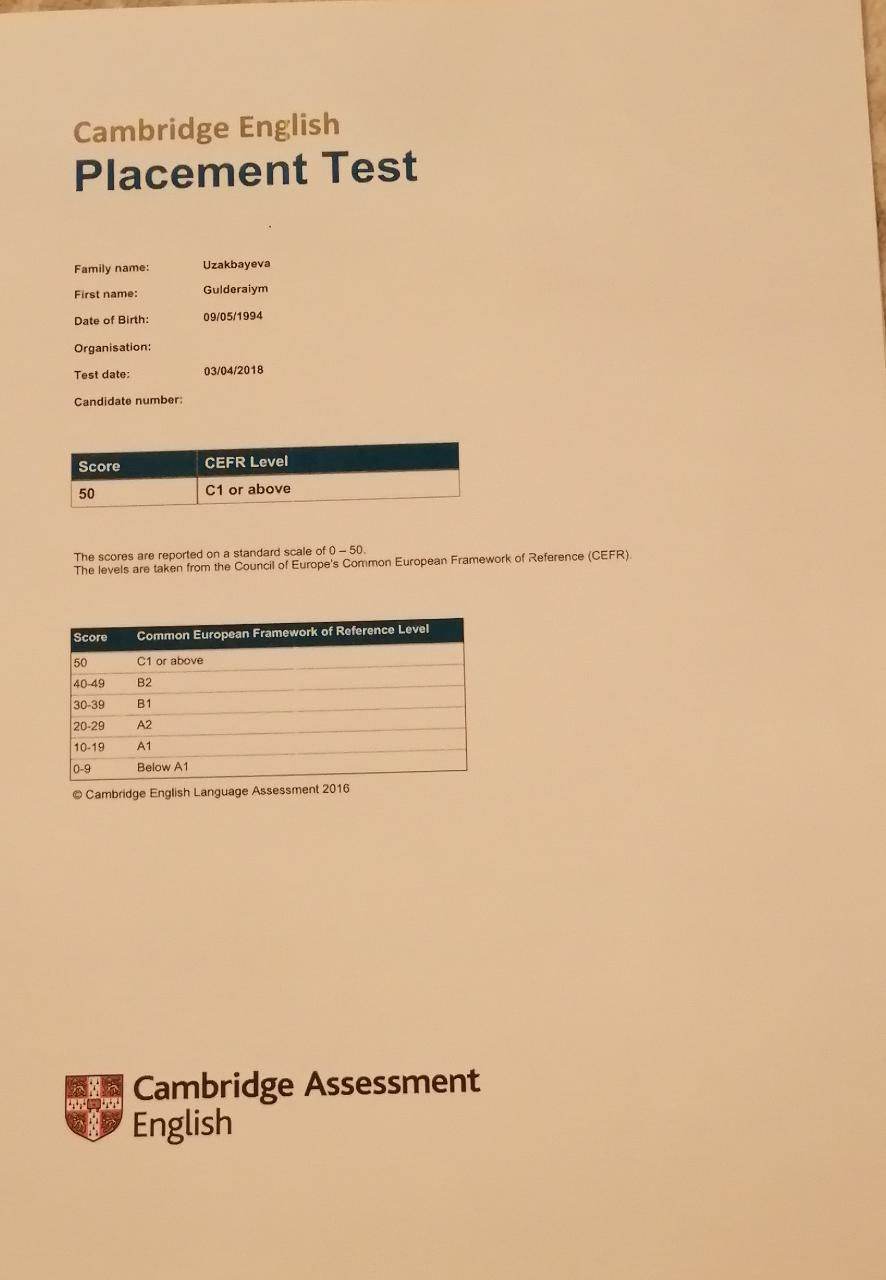 Cambridge English
Placement Test
Family name: Uzakbayeva
First name: Gulderaiym
Date of Birth: 09/05/1994
Organisation:
Test date: 03/04/2018
Candidate number:
Score CEFR Level
50 C1 or above
The scores are reported on a standard scale of 0 – 50.
The levels are taken from the Council of Europe's Common European Framework of Reference (CEFR).
Score Common European Framework of Reference Level
50 C1 or above
40-49 B2
30-39 B1
20-29 A2
10-19 A1
0-9 Below A1
© Cambridge English Language Assessment 2016
Cambridge Assessment
English